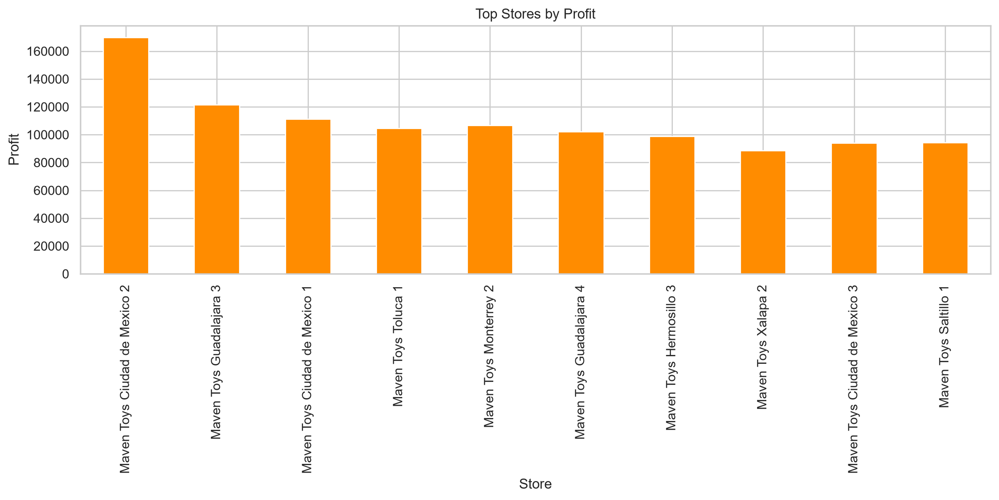 Top Stores by Profit
Profit
160000
140000
120000
100000
80000
60000
40000
20000
0
Maven Toys Ciudad de Mexico 2
Maven Toys Guadalajara 3
Maven Toys Ciudad de Mexico 1
Maven Toys Toluca 1
Maven Toys Monterrey 2
Maven Toys Guadalajara 4
Maven Toys Hermosillo 3
Maven Toys Xalapa 2
Maven Toys Ciudad de Mexico 3
Maven Toys Saltillo 1
Store